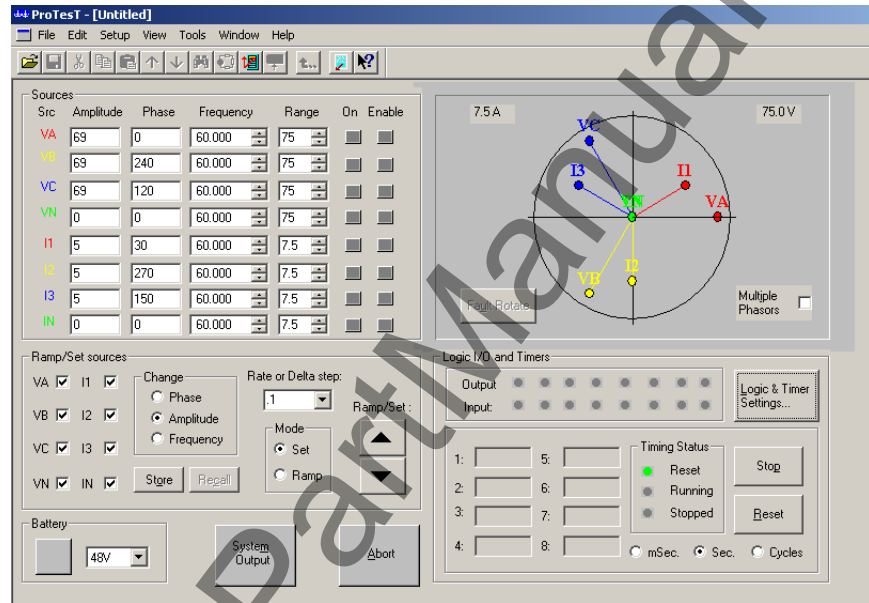 ProTesT - [Untitled]
File Edit Setup View Tools Window Help
Sources
Src Amplitude Phase Frequency Range On Enable
VA 69 0 60.000 75
VB 69 240 60.000 75
VC 69 120 60.000 75
VN 0 0 60.000 75
I1 5 30 60.000 7.5
I2 5 270 60.000 7.5
I3 5 150 60.000 7.5
IN 0 0 60.000 7.5
7.5 A 75.0 V
VC
I3 I1
VN VA
VB I2
Fault Rotate
Multiple Phasors
Ramp/Set sources
VA I1
VB I2
VC I3
VN IN
Change
Phase
Amplitude
Frequency
Store Recall
Rate or Delta step:
.1
Mode
Set
Ramp
Ramp/Set :
Battery
48V
System Output
Abort
Logic I/O and Timers
Output
Input:
Logic & Timer Settings...
1: 5:
2: 6:
3: 7:
4: 8:
Timing Status
Reset
Running
Stopped
Stop
Reset
mSec. Sec. Cycles
DartManual